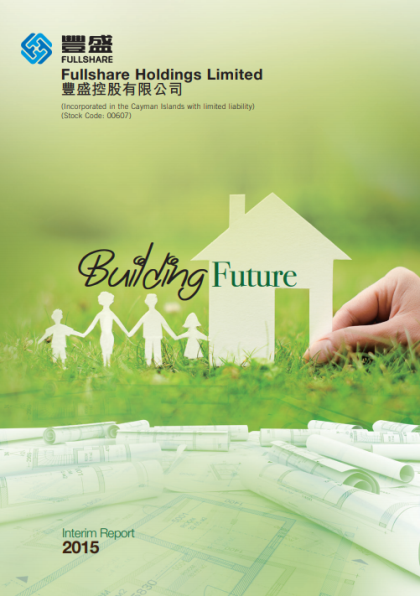 豐盛
FULLSHARE
Fullshare Holdings Limited
豐盛控股有限公司
(Incorporated in the Cayman Islands with limited liability)
(Stock Code: 00607)
Building Future
Interim Report
2015